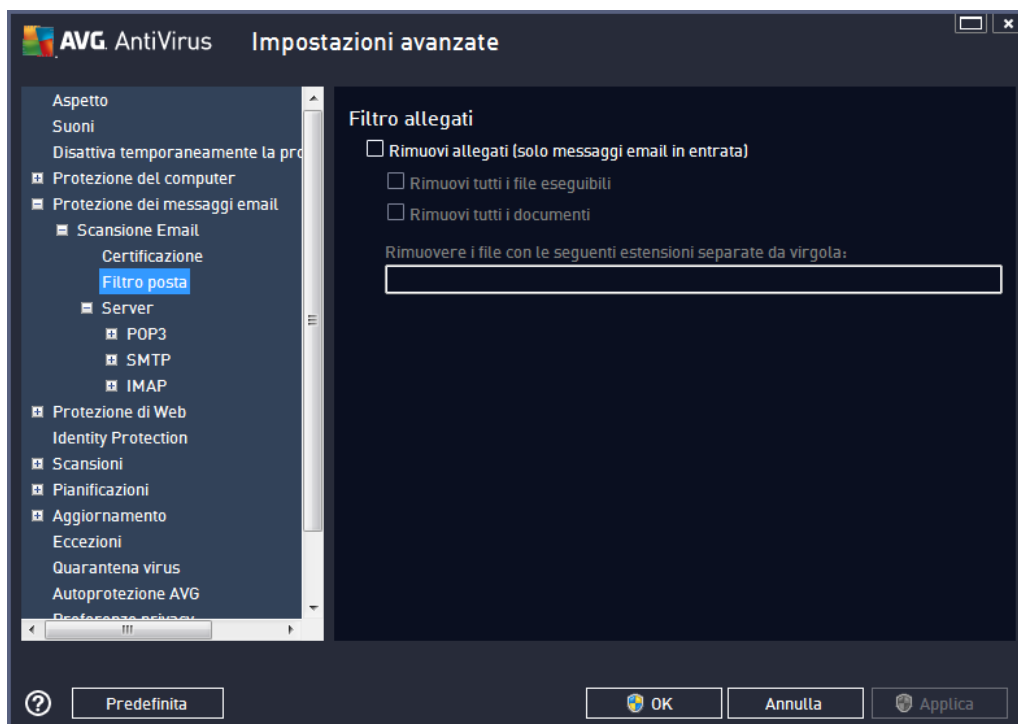 AVG AntiVirus Impostazioni avanzate
Aspetto
Suoni
Disattiva temporaneamente la pro
Protezione del computer
Protezione dei messaggi email
Scansione Email
Certificazione
Filtro posta
Server
POP3
SMTP
IMAP
Protezione di Web
Identity Protection
Scansioni
Pianificazioni
Aggiornamento
Eccezioni
Quarantena virus
Autoprotezione AVG
Preferenze privacy
Filtro allegati
Rimuovi allegati (solo messaggi email in entrata)
Rimuovi tutti i file eseguibili
Rimuovi tutti i documenti
Rimuovere i file con le seguenti estensioni separate da virgola:
Predefinita
OK
Annulla
Applica